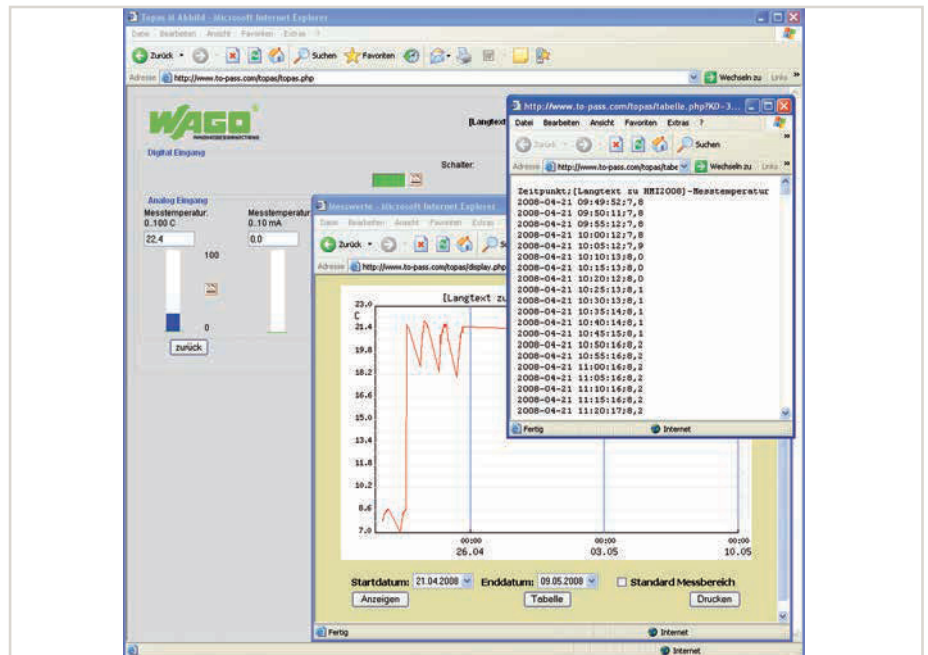 Topas at Abbild - Microsoft Internet Explorer
Datei Bearbeiten Ansicht Favoriten Extras ?
Zurück Suchen Favoriten
Adresse http://www.to-pass.com/topas/topas.php Wechseln zu Links »
WAGO
[Langtext
Digital Eingang
Schalter:
Analog Eingang
Messtemperatur: Messtemperatur
0..100 C 0..10 mA
22.4 0.0
100
0
zurück
Messwerte - Microsoft Internet Explorer
Datei Bearbeiten Ansicht Favoriten Extras ?
Zurück
Adresse http://www.to-pass.com/topas/display.php
[Langtext zu
23.0
C
21.4
19.8
18.2
16.6
15.0
13.4
11.8
10.2
8.6
7.0
00:00 00:00 00:00
26.04 03.05 10.05
Startdatum: 21.04.2008 Enddatum: 09.05.2008 Standard Messbereich
Anzeigen Tabelle Drucken
Fertig Internet
http://www.to-pass.com/topas/tabelle.php?KD-3...
Datei Bearbeiten Ansicht Favoriten Extras ?
Zurück Suchen
Adresse http://www.to-pass.com/topas/tabe Wechseln zu Links »
Zeitpunkt;[Langtext zu HMI2008]-Messtemperatur
2008-04-21 09:49:52;7,8
2008-04-21 09:50:11;7,8
2008-04-21 09:55:12;7,8
2008-04-21 10:00:12;7,8
2008-04-21 10:05:12;7,9
2008-04-21 10:10:13;8,0
2008-04-21 10:15:13;8,0
2008-04-21 10:20:12;8,0
2008-04-21 10:25:13;8,1
2008-04-21 10:30:13;8,1
2008-04-21 10:35:14;8,1
2008-04-21 10:40:14;8,1
2008-04-21 10:45:15;8,1
2008-04-21 10:50:16;8,2
2008-04-21 10:55:16;8,2
2008-04-21 11:00:16;8,2
2008-04-21 11:05:16;8,2
2008-04-21 11:10:16;8,2
2008-04-21 11:15:16;8,2
2008-04-21 11:20:17;8,2
Fertig Internet
Internet